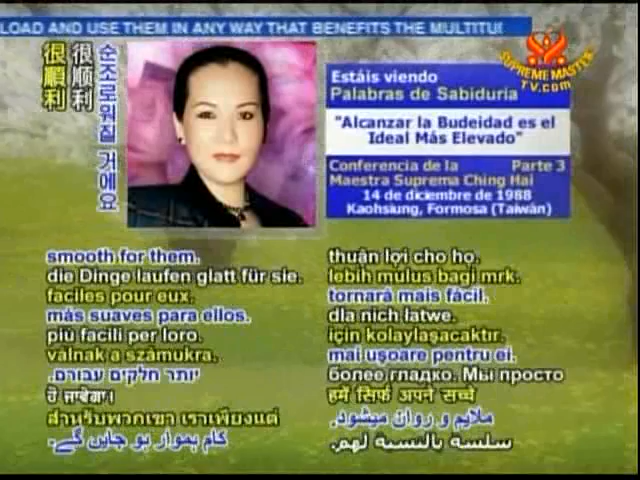 LOAD AND USE THEM IN ANY WAY THAT BENEFITS THE MULTITU
SUPREME MASTER
TV.com
很順利
很顺利
순조로워질 거에요
Estáis viendo
Palabras de Sabiduría
"Alcanzar la Budeidad es el
Ideal Más Elevado"
Conferencia de la Parte 3
Maestra Suprema Ching Hai
14 de diciembre de 1988
Kaohsiung, Formosa (Taiwán)
smooth for them.
die Dinge laufen glatt für sie.
faciles pour eux.
más suaves para ellos.
più facili per loro.
válnak a számukra.
יותר חלקים עבורם.
ਹੋ ਜਾਵੇਗਾ।
สำหรับพวกเขา เราเพียงแต่
کام ہموار ہو جایں گے.
thuận lợi cho họ.
lebih mulus bagi mrk.
tornará mais fácil.
dla nich łatwe.
için kolaylaşacaktır.
mai uşoare pentru ei.
более гладко. Мы просто
हमें सिर्फ़ अपने सच्चे
ملایم و روان میشود.
سلسه بالنسبة لهم.